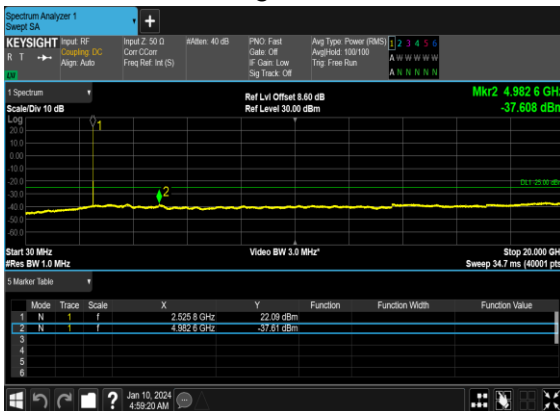 Spectrum Analyzer 1
Swept SA
KEYSIGHT Input: RF Input Z: 50 Ω #Atten: 40 dB PNO: Fast Avg Type: Power (RMS) 1 2 3 4 5 6
R T Coupling: DC Corr CCorr Gate: Off Avg|Hold: 100/100 A W W W W W
Align: Auto Freq Ref: Int (S) IF Gain: Low Trig: Free Run
LXI Sig Track: Off A N N N N N
1 Spectrum Ref Lvl Offset 8.60 dB Mkr2 4.982 6 GHz
Scale/Div 10 dB Ref Level 30.00 dBm -37.608 dBm
Log
20.0
10.0
0.00
-10.0
-20.0
-30.0
-40.0
-50.0
-60.0
1
2
DL1 -25.00 dBm
Start 30 MHz Video BW 3.0 MHz* Stop 20.000 GHz
#Res BW 1.0 MHz Sweep 34.7 ms (40001 pts)
5 Marker Table
Mode Trace Scale X Y Function Function Width Function Value
1 N 1 f 2.525 8 GHz 22.09 dBm
2 N 1 f 4.982 6 GHz -37.61 dBm
3
4
5
6
? Jan 10, 2024
4:59:20 AM